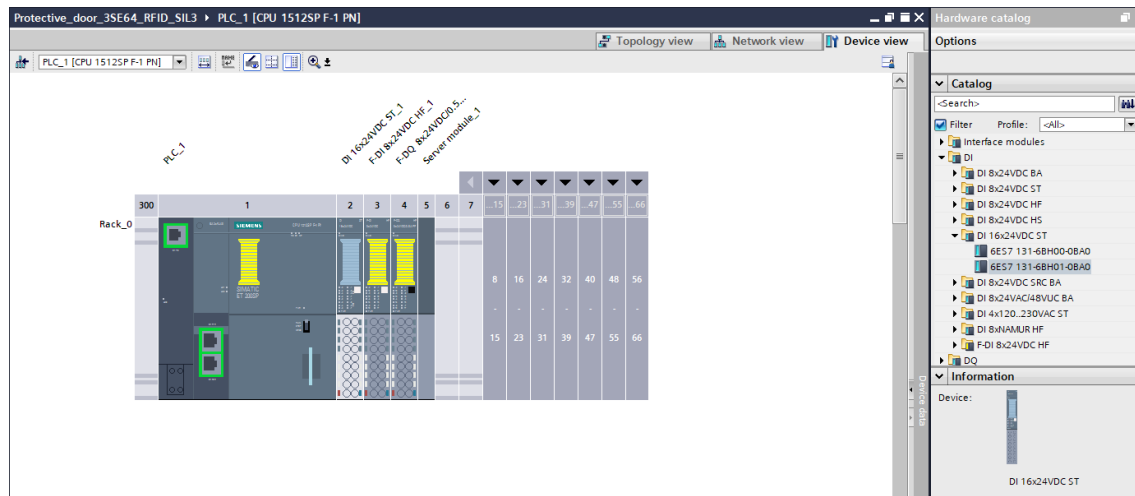 Protective_door_3SE64_RFID_SIL3 ▸ PLC_1 [CPU 1512SP F-1 PN]
Hardware catalog
Topology view
Network view
Device view
Options
PLC_1 [CPU 1512SP F-1 PN]
Catalog
<Search>
Filter Profile: <All>
Interface modules
DI
DI 8x24VDC BA
DI 8x24VDC ST
DI 8x24VDC HF
DI 8x24VDC HS
DI 16x24VDC ST
6ES7 131-6BH00-0BA0
6ES7 131-6BH01-0BA0
DI 8x24VDC SRC BA
DI 8x24VAC/48VUC BA
DI 4x120..230VAC ST
DI 8xNAMUR HF
F-DI 8x24VDC HF
DQ
Information
Device:
DI 16x24VDC ST
PLC_1
DI 16x24VDC ST_1
F-DI 8x24VDC HF_1
F-DQ 8x24VDC/0.5...
Server module_1
300 1 2 3 4 5 6 7 ...15 ...23 ...31 ...39 ...47 ...55 ...66
Rack_0
SIEMENS
SIMATIC
ET 200SP
8 16 24 32 40 48 56
- - - - - - -
15 23 31 39 47 55 66
Device data